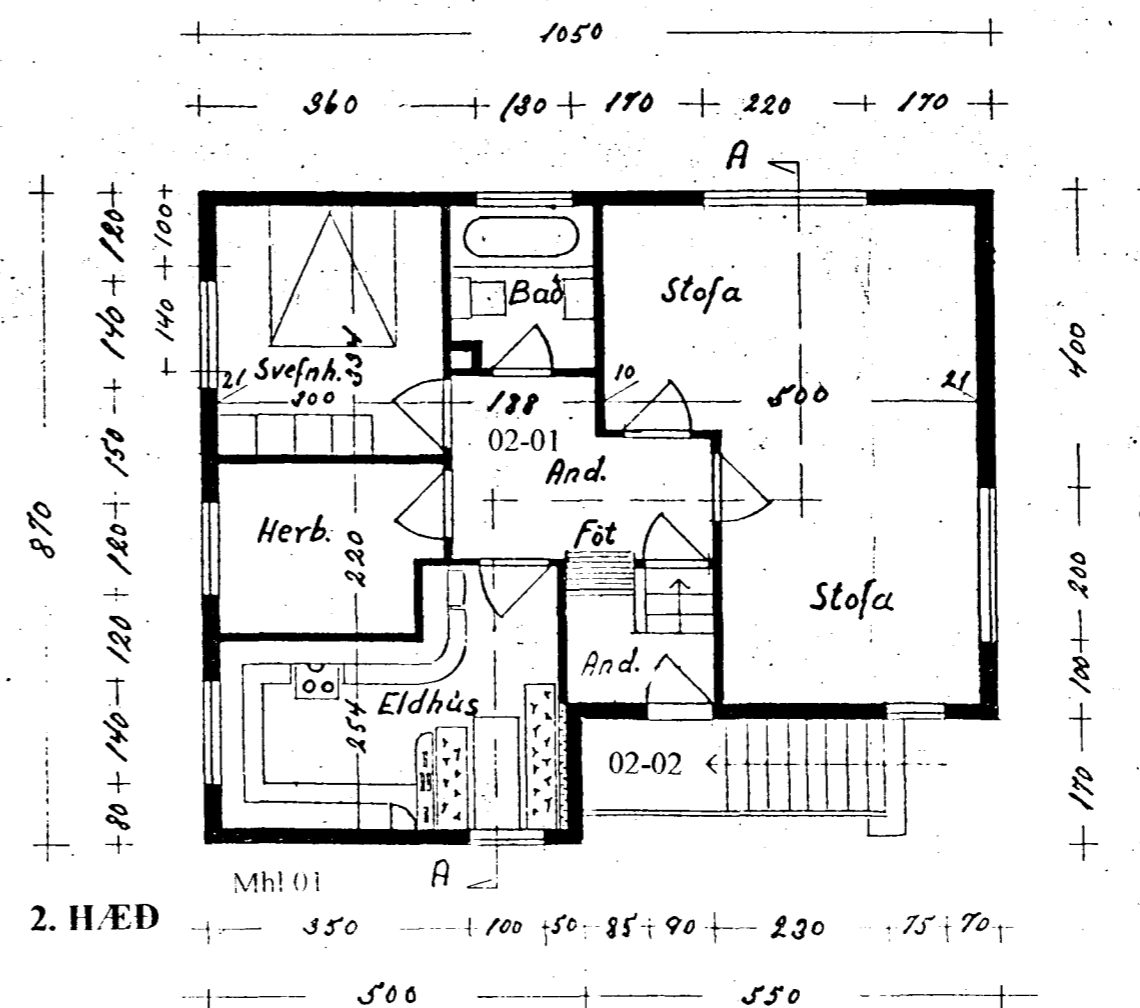 1050
360 130 170 220 170
A
120 140 150 120 120 140 80
100 140
870
400 200 100 170
Bað
Stofa
Svefnh.
334
21
300
188
10
500
21
02-01
And.
Herb.
220
Föt
Stofa
And.
Eldhús
254
02-02
Mhl 01
A
2. HÆÐ
350 100 50 85 90 230 75 70
500 550